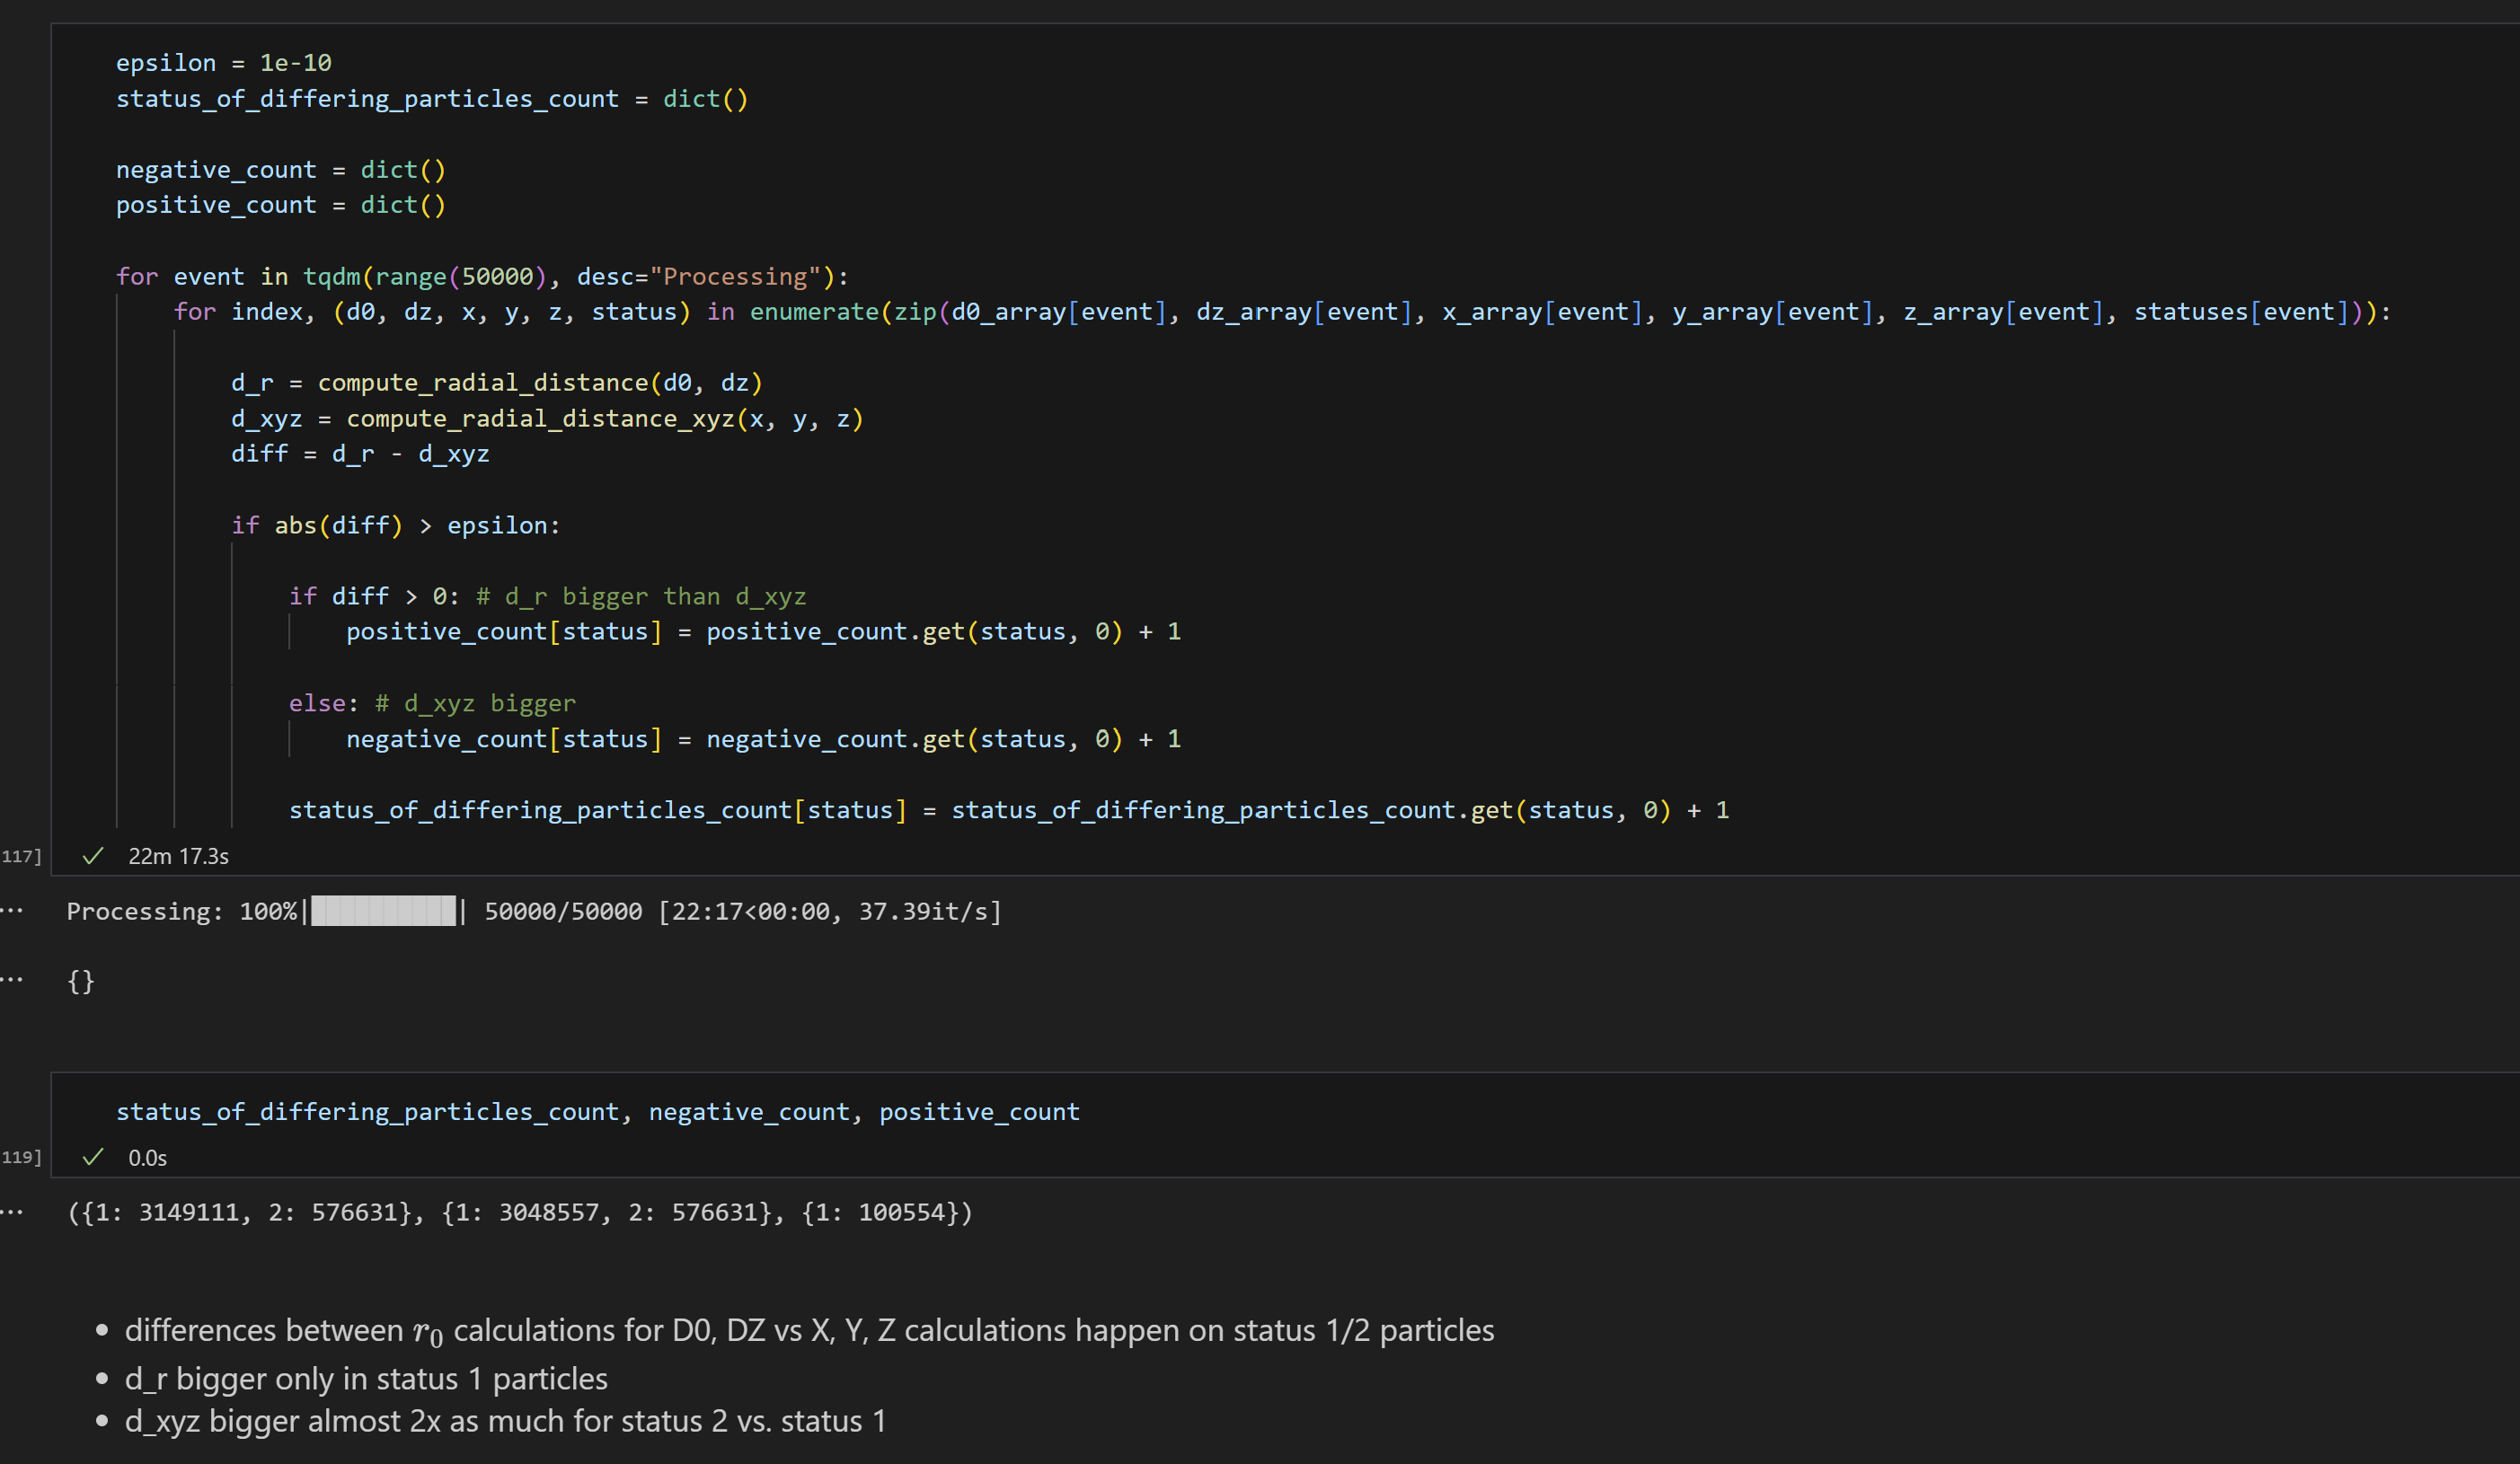 epsilon = 1e-10
status_of_differing_particles_count = dict()
negative_count = dict()
positive_count = dict()
for event in tqdm(range(50000), desc="Processing"):
for index, (d0, dz, x, y, z, status) in enumerate(zip(d0_array[event], dz_array[event], x_array[event], y_array[event], z_array[event], statuses[event])):
d_r = compute_radial_distance(d0, dz)
d_xyz = compute_radial_distance_xyz(x, y, z)
diff = d_r - d_xyz
if abs(diff) > epsilon:
if diff > 0: # d_r bigger than d_xyz
positive_count[status] = positive_count.get(status, 0) + 1
else: # d_xyz bigger
negative_count[status] = negative_count.get(status, 0) + 1
status_of_differing_particles_count[status] = status_of_differing_particles_count.get(status, 0) + 1
117] ✓ 22m 17.3s
... Processing: 100%|██████████| 50000/50000 [22:17<00:00, 37.39it/s]
... {}
status_of_differing_particles_count, negative_count, positive_count
119] ✓ 0.0s
... ({1: 3149111, 2: 576631}, {1: 3048557, 2: 576631}, {1: 100554})
• differences between r₀ calculations for D0, DZ vs X, Y, Z calculations happen on status 1/2 particles
• d_r bigger only in status 1 particles
• d_xyz bigger almost 2x as much for status 2 vs. status 1